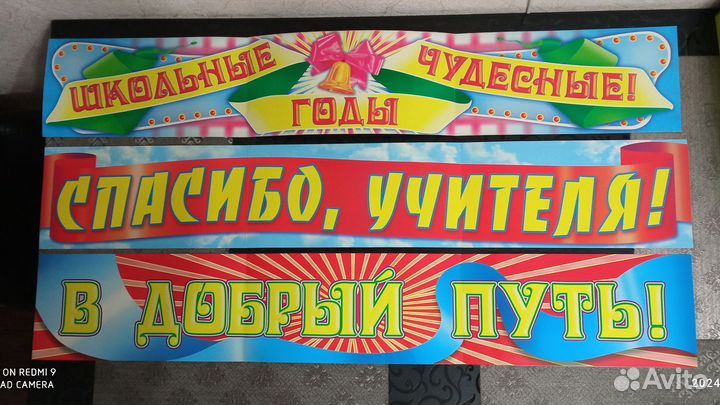 ШКОЛЬНЫЕ
ГОДЫ
ЧУДЕСНЫЕ!
СПАСИБО, УЧИТЕЛЯ!
В ДОБРЫЙ ПУТЬ!
ON REDMI 9
AD CAMERA
2024
Avito